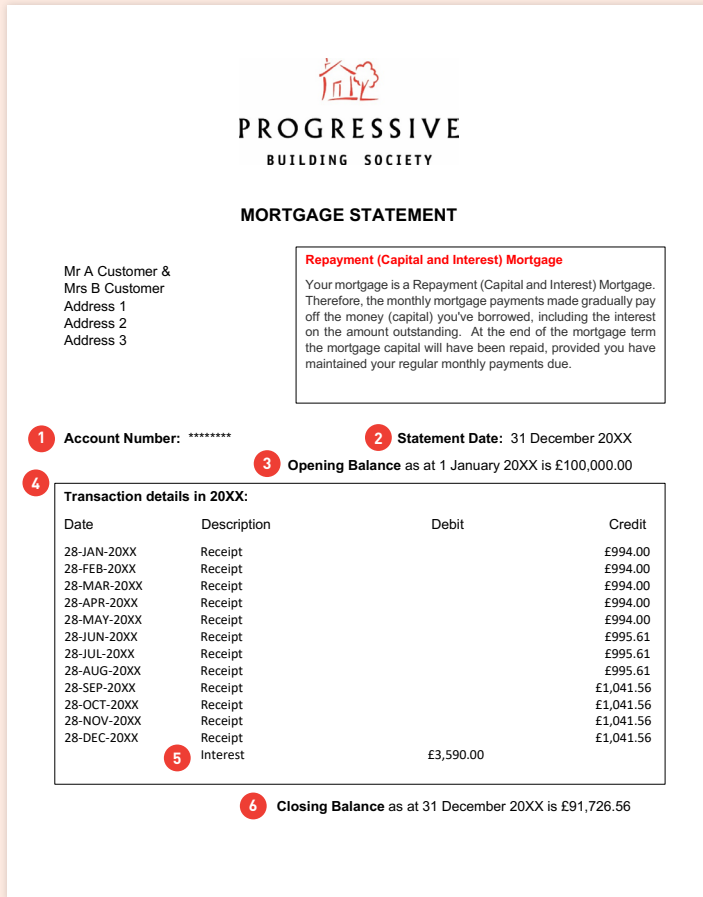 PROGRESSIVE
BUILDING SOCIETY
MORTGAGE STATEMENT
Mr A Customer &
Mrs B Customer
Address 1
Address 2
Address 3
Repayment (Capital and Interest) Mortgage
Your mortgage is a Repayment (Capital and Interest) Mortgage.
Therefore, the monthly mortgage payments made gradually pay
off the money (capital) you've borrowed, including the interest
on the amount outstanding. At the end of the mortgage term
the mortgage capital will have been repaid, provided you have
maintained your regular monthly payments due.
1 Account Number: ********
2 Statement Date: 31 December 20XX
3 Opening Balance as at 1 January 20XX is £100,000.00
4
Transaction details in 20XX:
Date Description Debit Credit
28-JAN-20XX Receipt £994.00
28-FEB-20XX Receipt £994.00
28-MAR-20XX Receipt £994.00
28-APR-20XX Receipt £994.00
28-MAY-20XX Receipt £994.00
28-JUN-20XX Receipt £995.61
28-JUL-20XX Receipt £995.61
28-AUG-20XX Receipt £995.61
28-SEP-20XX Receipt £1,041.56
28-OCT-20XX Receipt £1,041.56
28-NOV-20XX Receipt £1,041.56
28-DEC-20XX Receipt £1,041.56
5 Interest £3,590.00
6 Closing Balance as at 31 December 20XX is £91,726.56